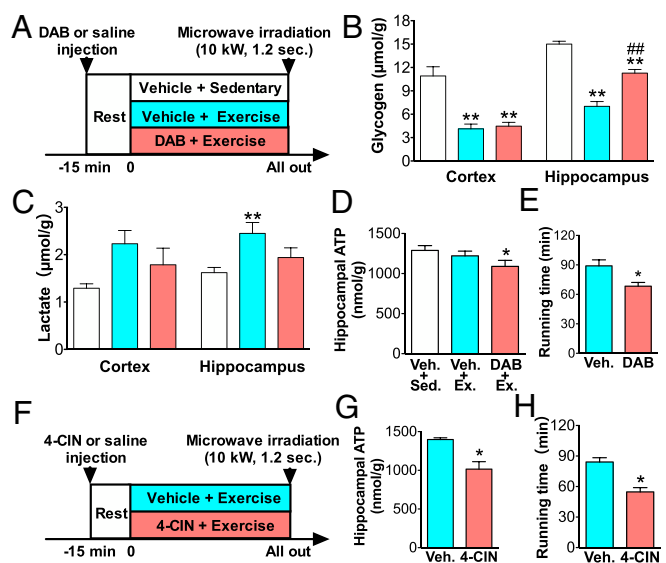 A
DAB or saline
injection
Microwave irradiation
(10 kW, 1.2 sec.)
Rest
Vehicle + Sedentary
Vehicle + Exercise
DAB + Exercise
-15 min
0
All out
B
Glycogen (μmol/g)
18
15
12
9
6
3
0
**
**
**
##
**
Cortex
Hippocampus
C
Lactate (μmol/g)
3
2
1
0
**
Cortex
Hippocampus
D
Hippocampal ATP
(nmol/g)
1500
1000
500
0
*
Veh. Veh. DAB
+ + +
Sed. Ex. Ex.
E
Running time (min)
120
90
60
30
0
*
Veh. DAB
F
4-CIN or saline
injection
Microwave irradiation
(10 kW, 1.2 sec.)
Rest
Vehicle + Exercise
4-CIN + Exercise
-15 min
0
All out
G
Hippocampal ATP
(nmol/g)
1500
1000
500
0
*
Veh. 4-CIN
H
Running time (min)
120
90
60
30
0
*
Veh. 4-CIN